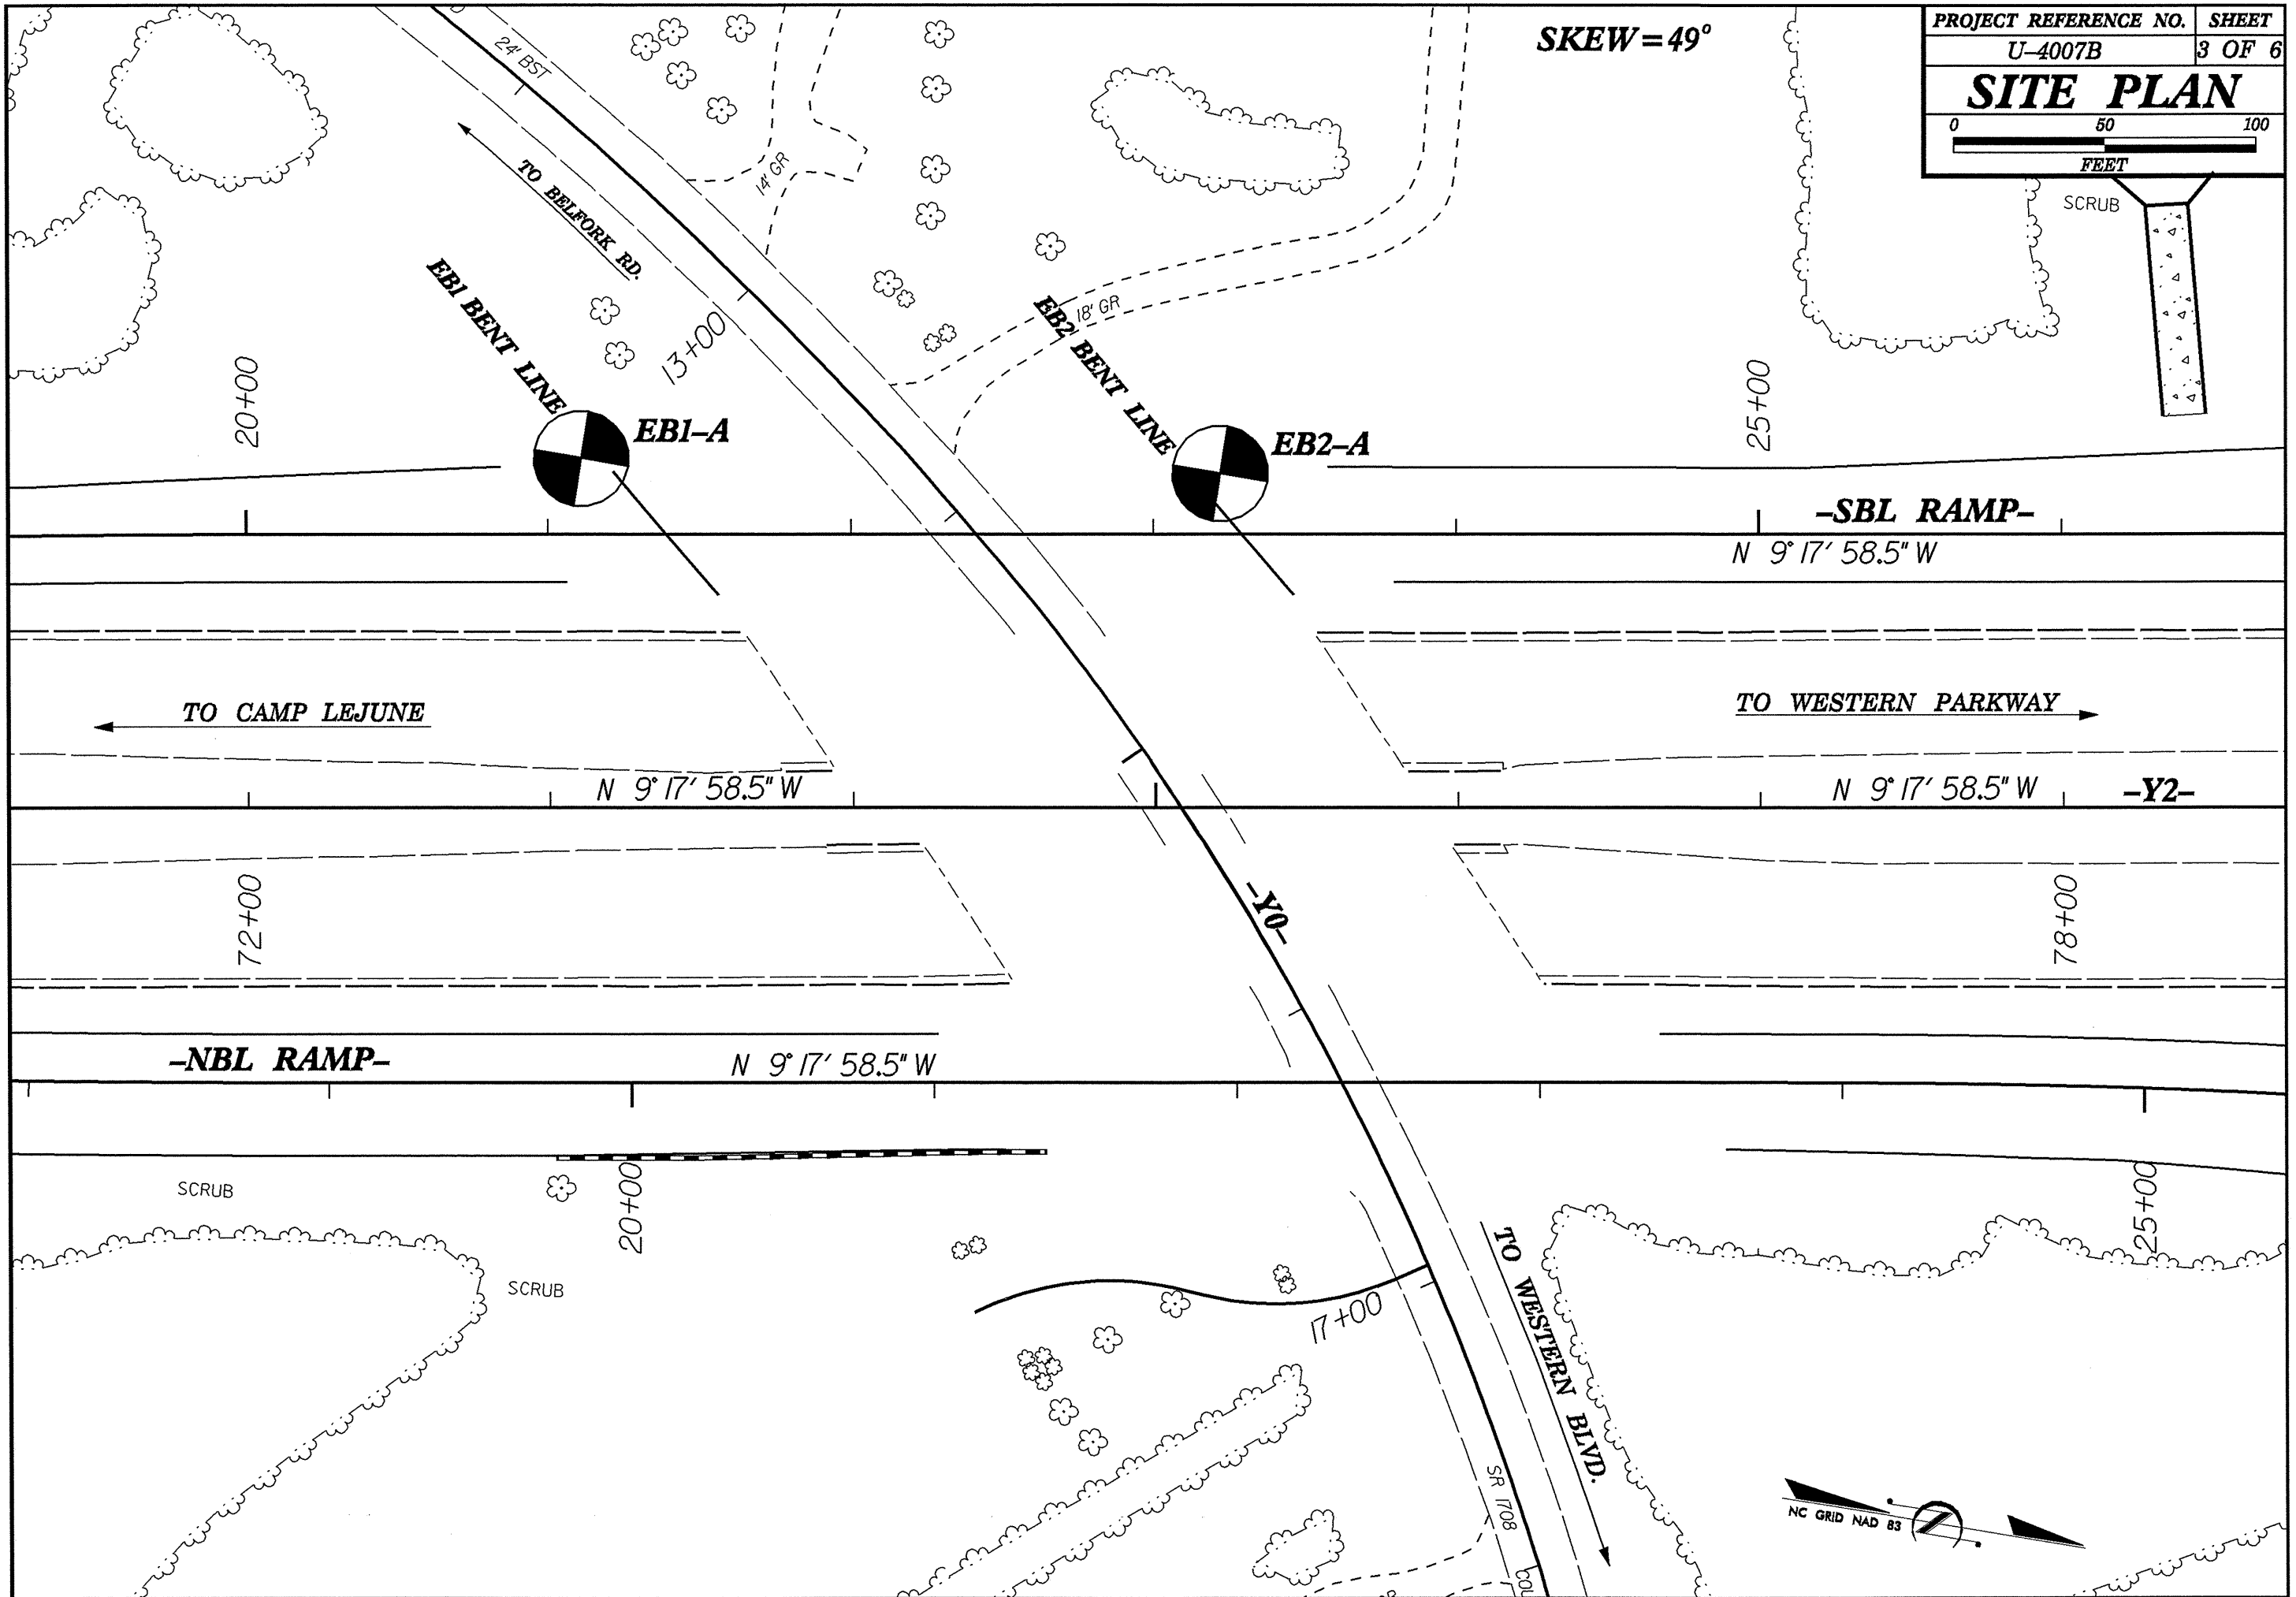 PROJECT REFERENCE NO. SHEET
U-4007B 3 OF 6
SITE PLAN
0 50 100
FEET
SKEW = 49°
24' BST
TO BELFORK RD.
14' GR
18' GR
SCRUB
EB1 BENT LINE
EB2 BENT LINE
13+00
20+00
25+00
EB1-A
EB2-A
-SBL RAMP-
N 9° 17' 58.5" W
TO CAMP LEJUNE
TO WESTERN PARKWAY
N 9° 17' 58.5" W
N 9° 17' 58.5" W
-Y2-
-Y0-
72+00
78+00
-NBL RAMP-
N 9° 17' 58.5" W
SCRUB
20+00
25+00
SCRUB
17+00
TO WESTERN BLVD.
SR 1708
NC GRID NAD 83